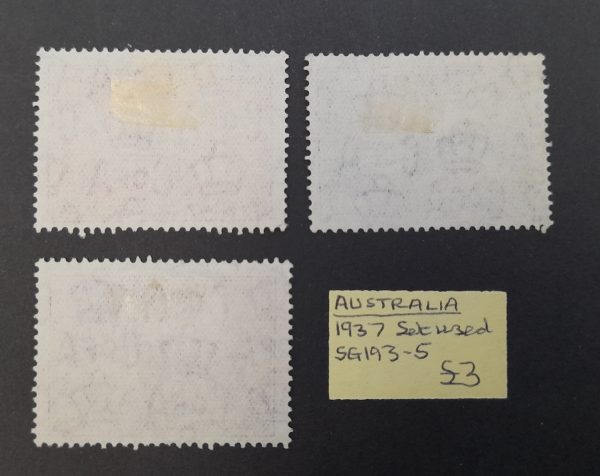 AUSTRALIA
1937 Set used
SG193-5
£3